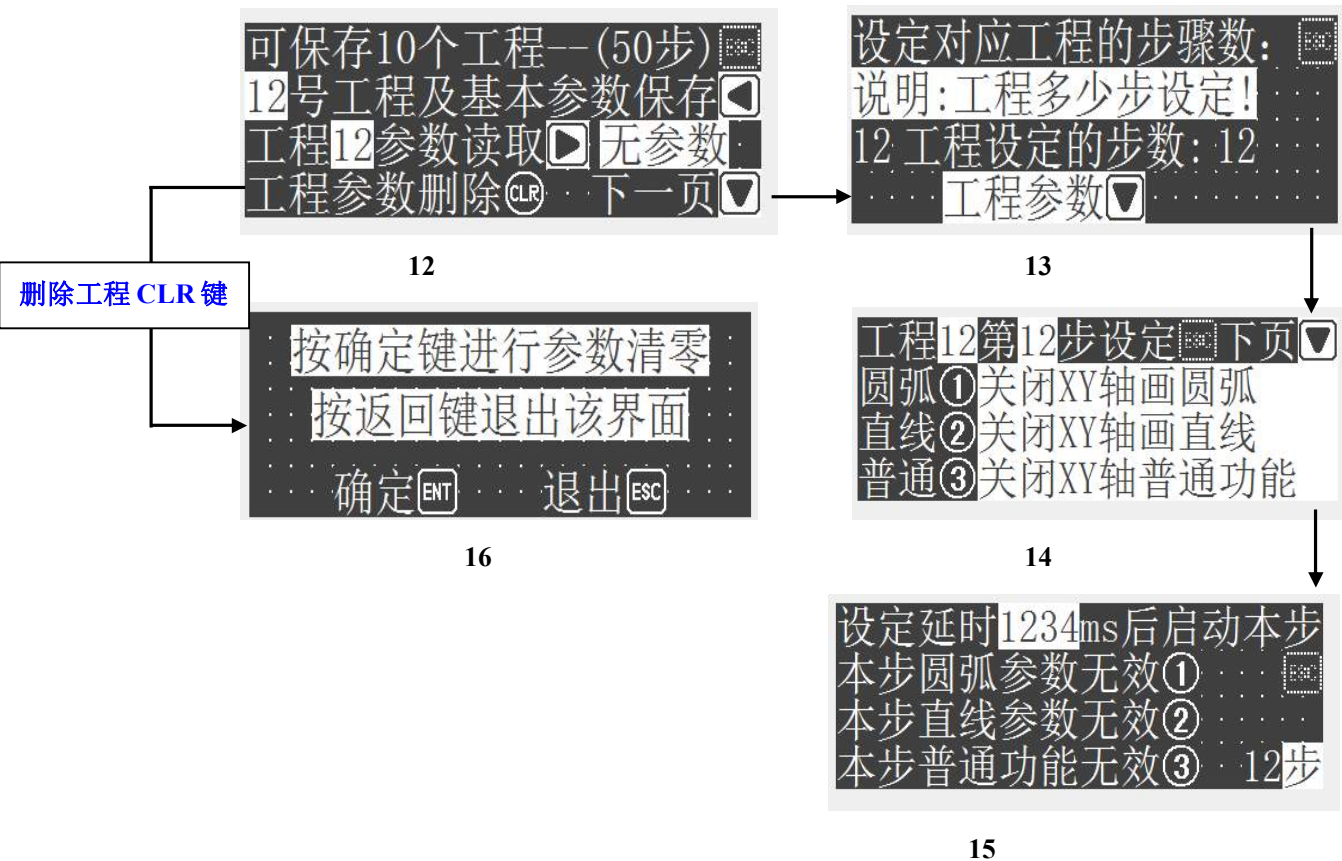 可保存10个工程--(50步) ESC
12号工程及基本参数保存
工程12参数读取 无参数
工程参数删除 CLR 下一页
12
设定对应工程的步骤数: ESC
说明:工程多少步设定!
12 工程设定的步数: 12
工程参数
13
删除工程 CLR 键
按确定键进行参数清零
按返回键退出该界面
确定 ENT 退出 ESC
16
工程12第12步设定 ESC 下页
圆弧①关闭XY轴画圆弧
直线②关闭XY轴画直线
普通③关闭XY轴普通功能
14
设定延时1234ms后启动本步
本步圆弧参数无效① ESC
本步直线参数无效②
本步普通功能无效③ 12步
15